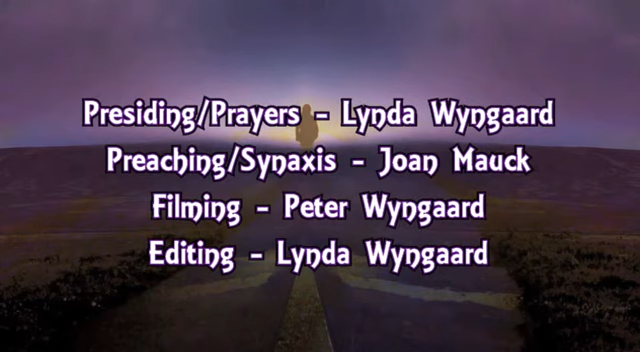 Presiding/Prayers - Lynda Wyngaard
Preaching/Synaxis - Joan Mauck
Filming - Peter Wyngaard
Editing - Lynda Wyngaard